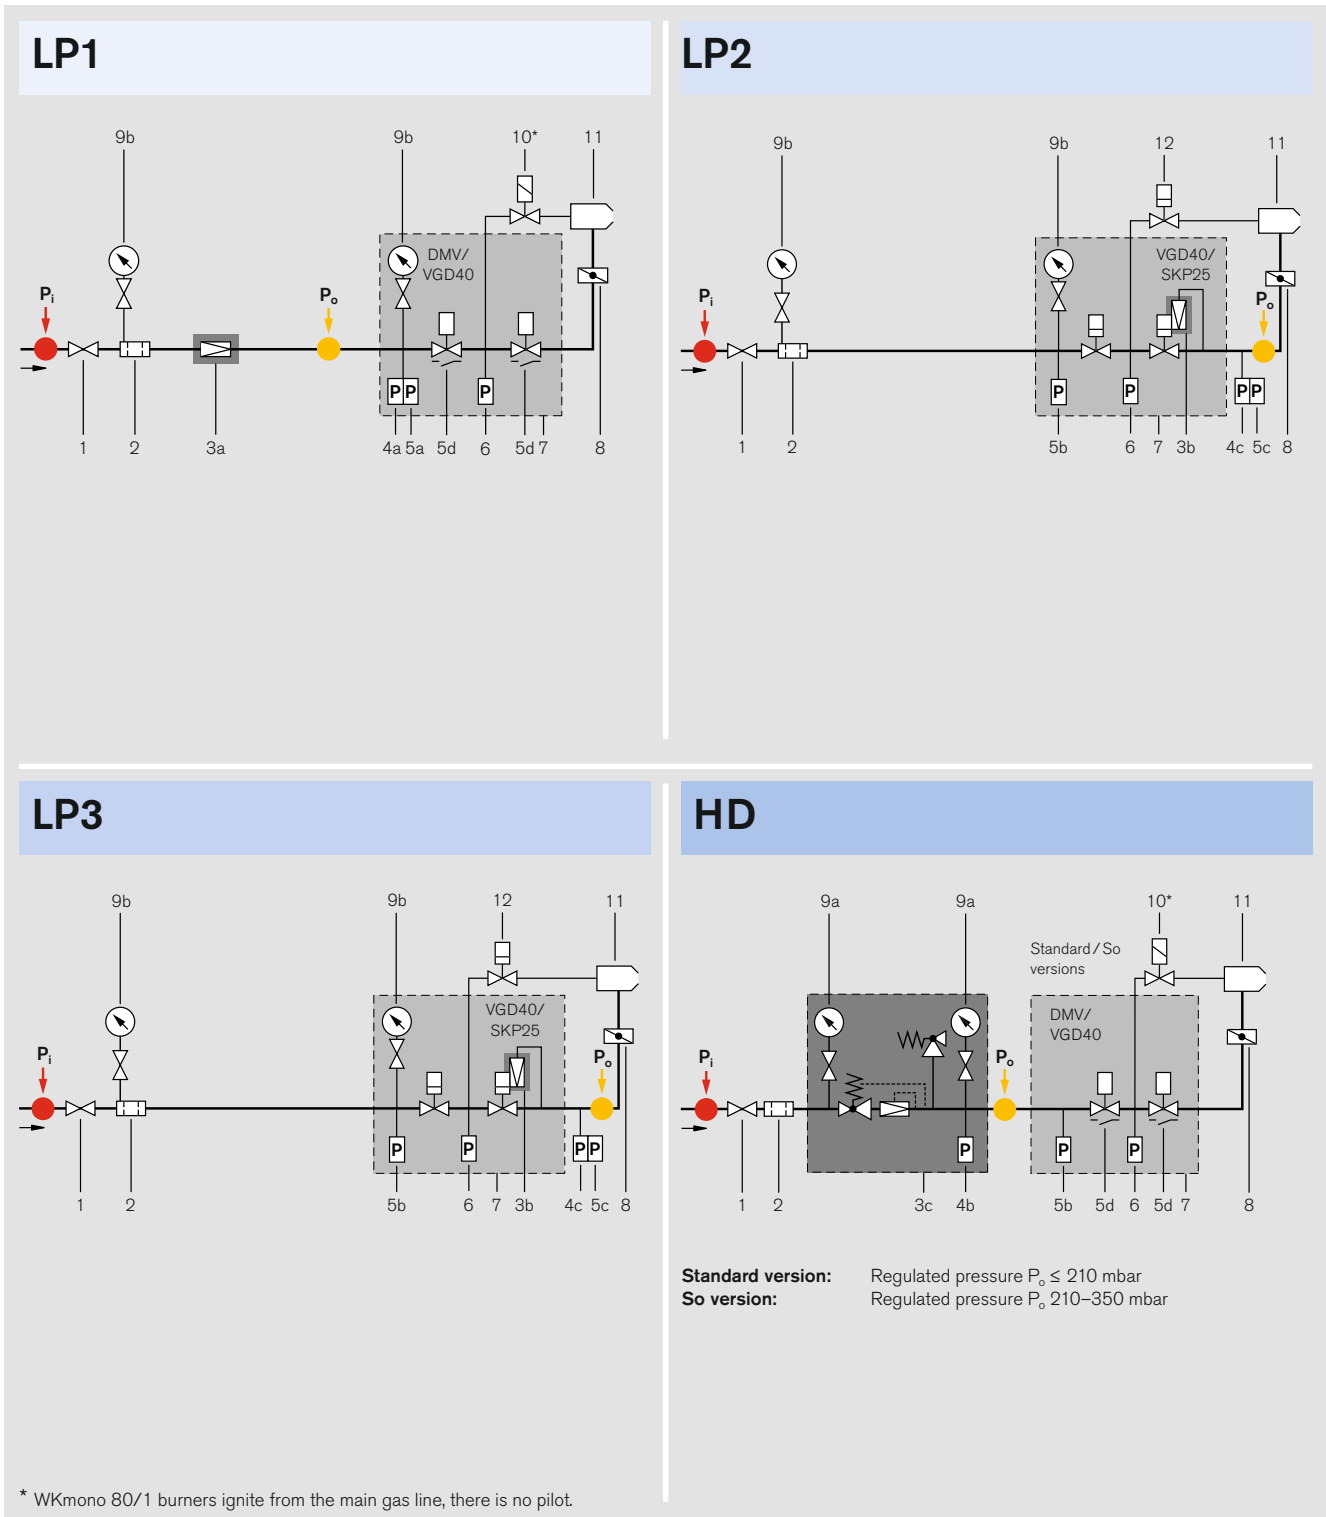 LP1
9b 9b 10* 11
DMV/
VGD40
Pi Po
P P P
1 2 3a 4a 5a 5d 6 5d 7 8
LP2
9b 9b 12 11
VGD40/
SKP25
Pi Po
P P P P
1 2 5b 6 7 3b 4c 5c 8
LP3
9b 9b 12 11
VGD40/
SKP25
Pi Po
P P P P
1 2 5b 6 7 3b 4c 5c 8
HD
9a 9a 10* 11
Standard / So
versions
DMV/
VGD40
Pi Po
P P P
1 2 3c 4b 5b 5d 6 5d 7 8
Standard version: Regulated pressure Po ≤ 210 mbar
So version: Regulated pressure Po 210–350 mbar
* WKmono 80/1 burners ignite from the main gas line, there is no pilot.